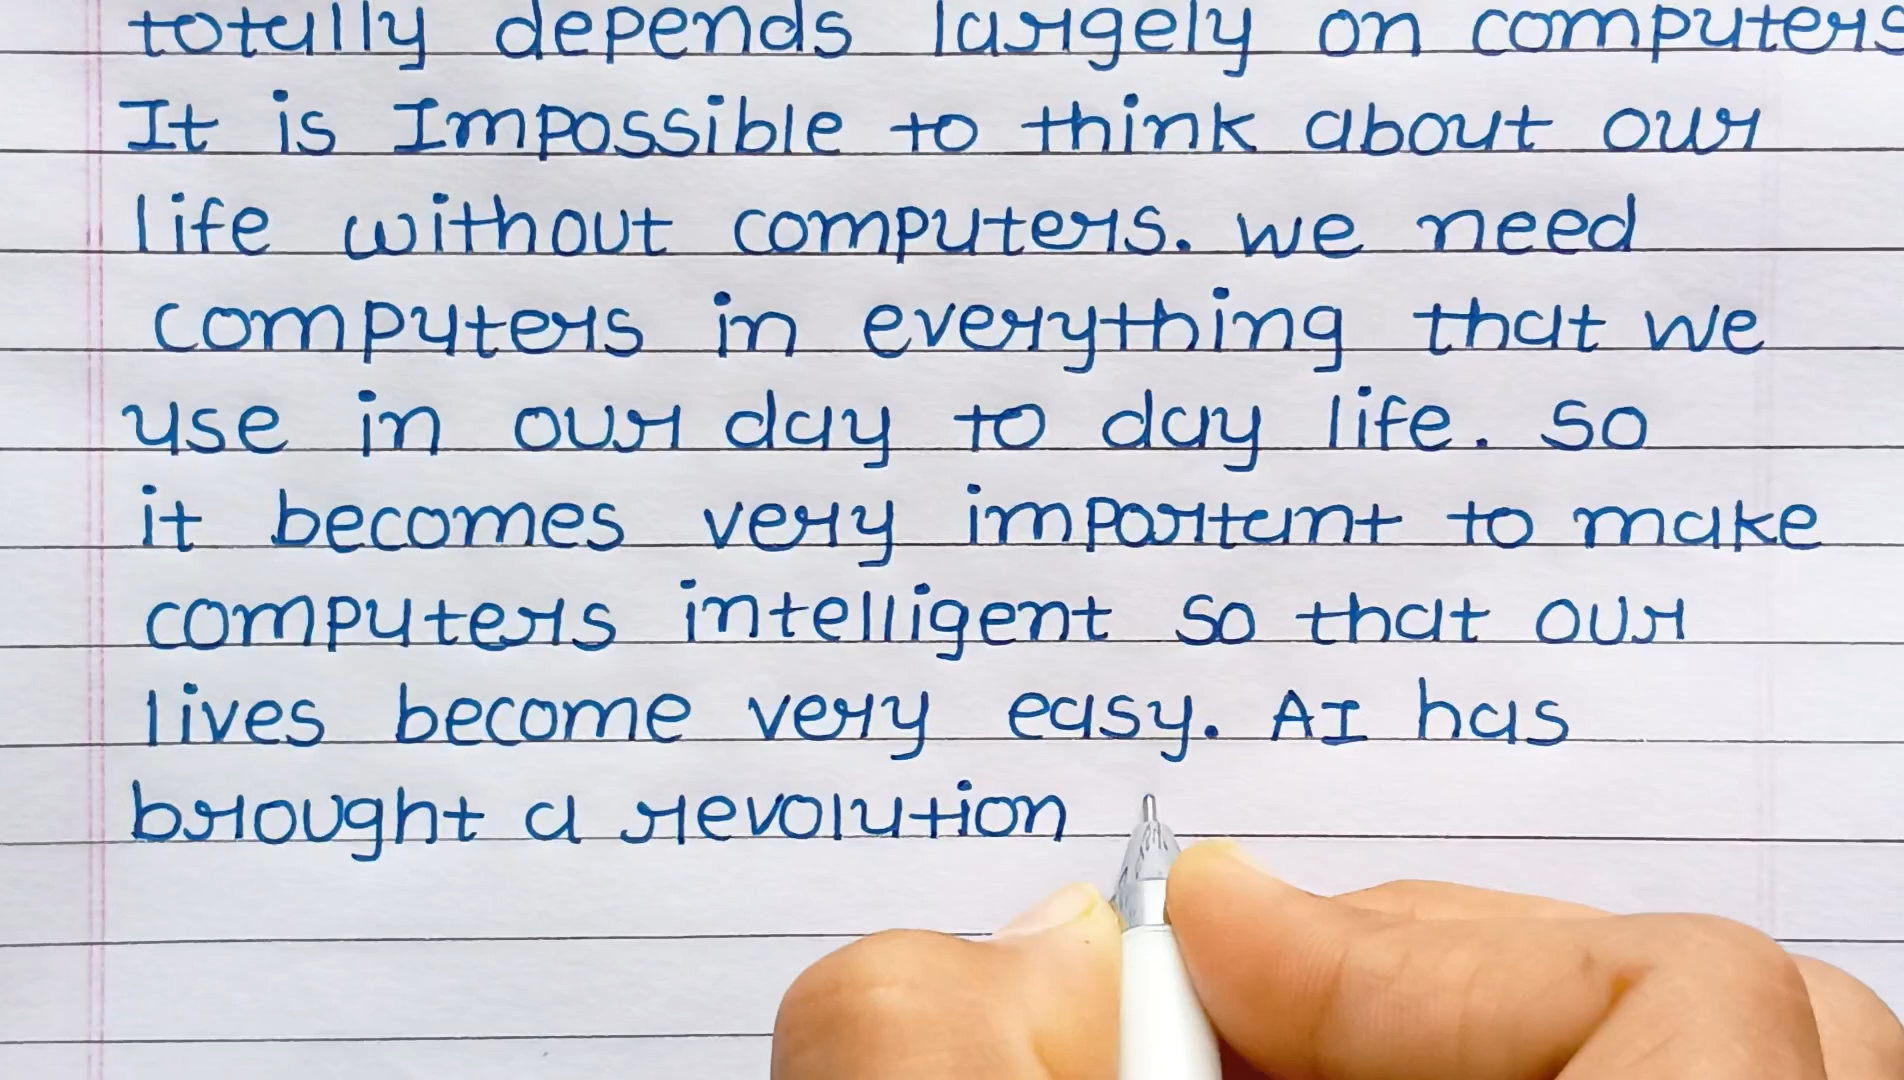 totally depends largely on computers
It is Impossible to think about our
life without computers. we need
computers in everything that we
use in our day to day life. so
it becomes very important to make
computers intelligent so that our
lives become very easy. AI has
brought a revolution